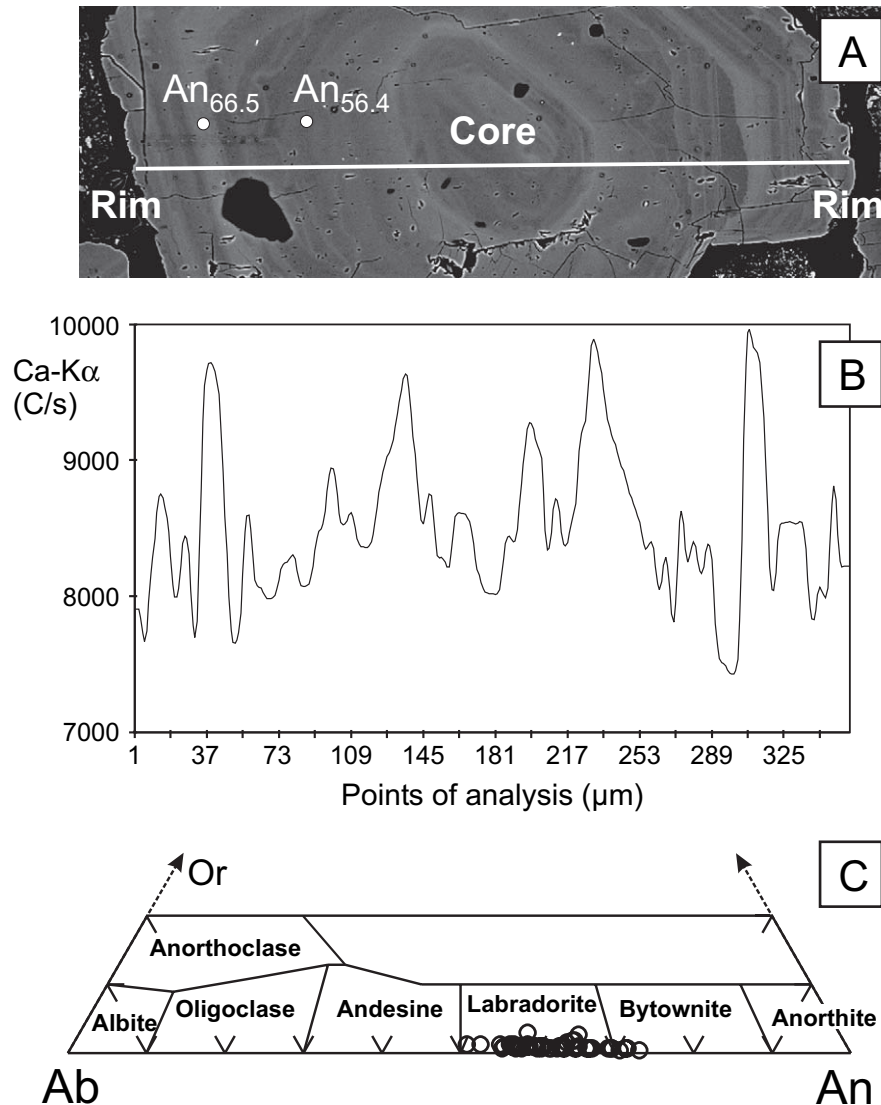 A
An66.5 An56.4
Core
Rim Rim
B
10000
Ca-Kα
(C/s)
9000
8000
7000
1 37 73 109 145 181 217 253 289 325
Points of analysis (µm)
C
Or
Anorthoclase
Albite Oligoclase Andesine Labradorite Bytownite Anorthite
Ab An